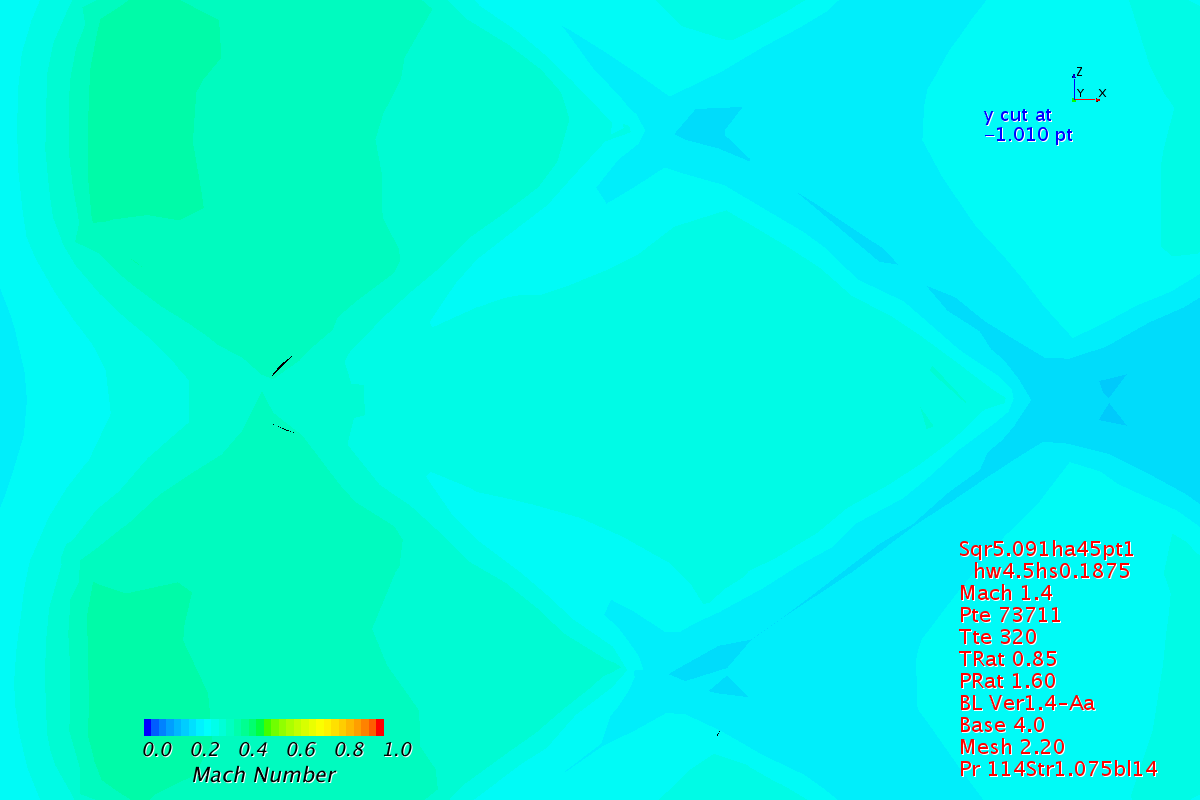 Z
Y X
y cut at
-1.010 pt
Sqr5.091ha45pt1
hw4.5hs0.1875
Mach 1.4
Pte 73711
Tte 320
TRat 0.85
PRat 1.60
BL Ver1.4-Aa
Base 4.0
Mesh 2.20
Pr 114Str1.075bl14
0.0 0.2 0.4 0.6 0.8 1.0
Mach Number